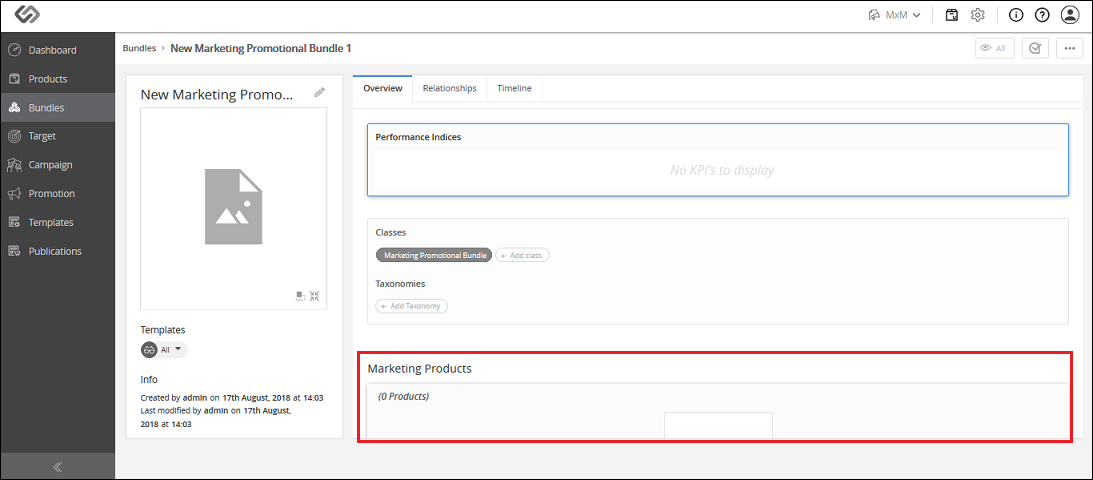 MxM
Dashboard
Products
Bundles
Target
Campaign
Promotion
Templates
Publications
Bundles › New Marketing Promotional Bundle 1
All
New Marketing Promo...
Templates
All
Info
Created by admin on 17th August, 2018 at 14:03
Last modified by admin on 17th August,
2018 at 14:03
Overview Relationships Timeline
Performance Indices
No KPI's to display
Classes
Marketing Promotional Bundle + Add class
Taxonomies
+ Add Taxonomy
Marketing Products
(0 Products)